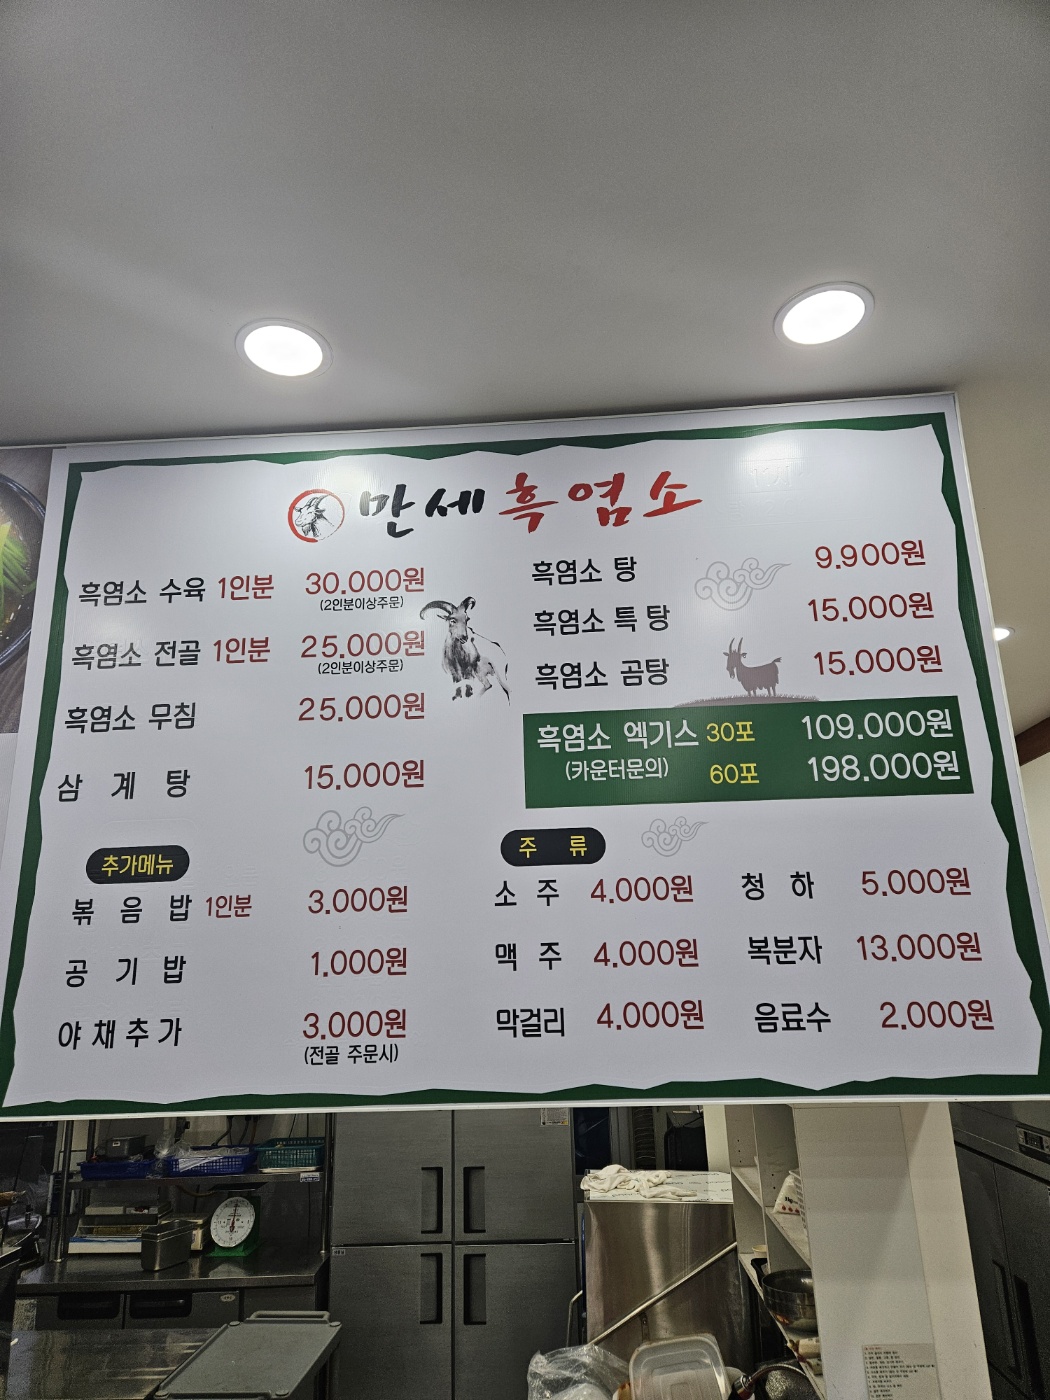 만세흑염소
흑염소 수육 1인분 30.000원
(2인분이상주문)
흑염소 전골 1인분 25.000원
(2인분이상주문)
흑염소 무침 25.000원
삼계탕 15.000원
추가메뉴
볶음밥 1인분 3.000원
공기밥 1.000원
야채추가 3.000원
(전골 주문시)
흑염소 탕 9.900원
흑염소 특 탕 15.000원
흑염소 곰탕 15.000원
흑염소 엑기스 30포 109.000원
(카운터문의) 60포 198.000원
주류
소주 4.000원 청하 5.000원
맥주 4.000원 복분자 13.000원
막걸리 4.000원 음료수 2.000원